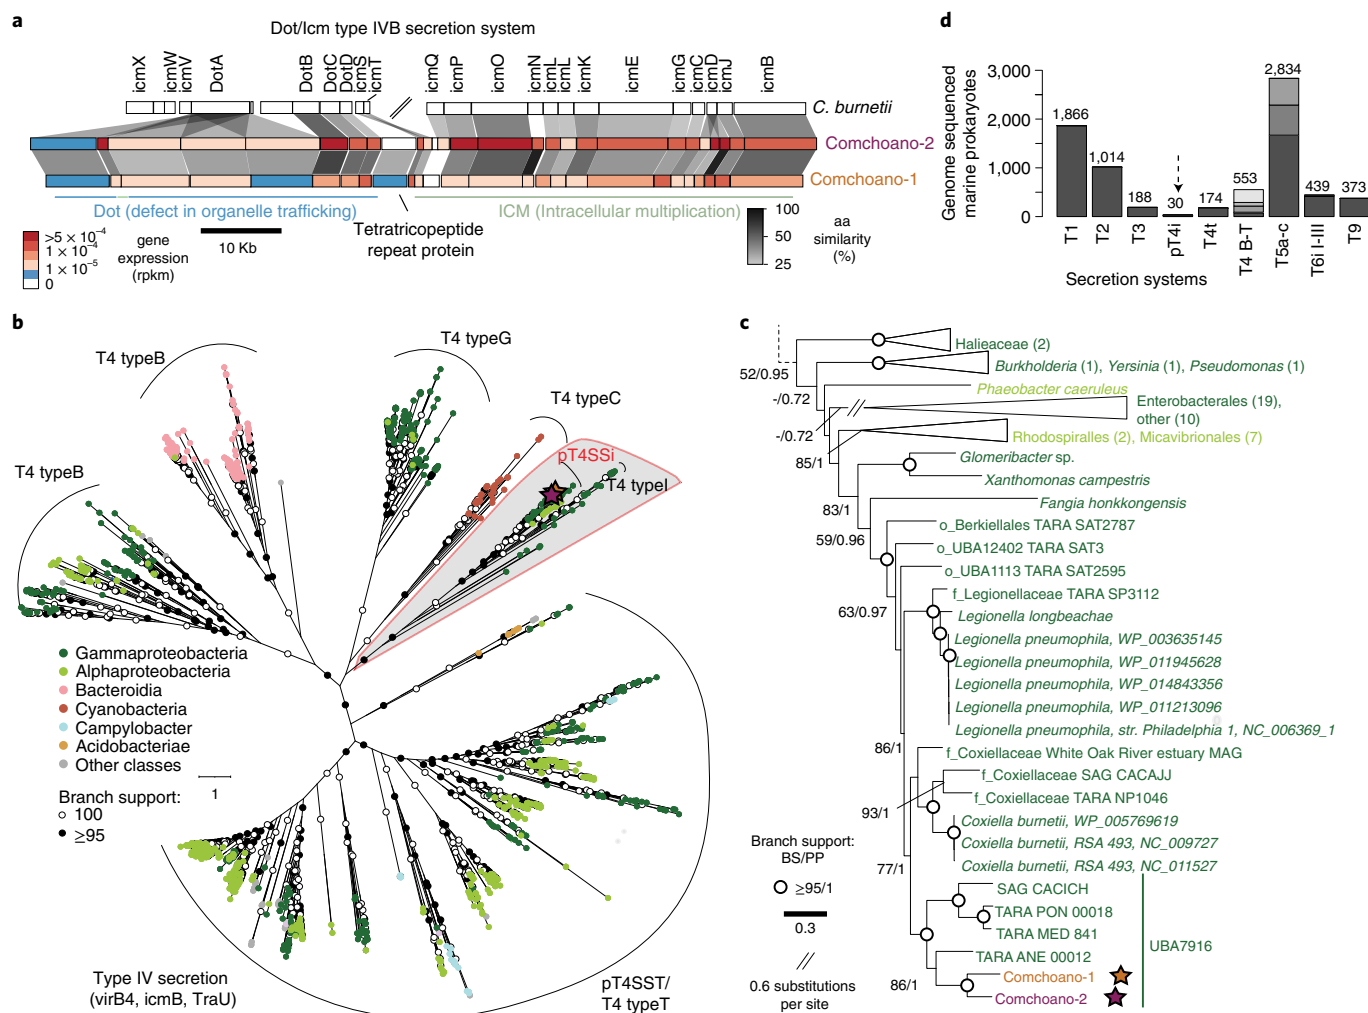 a
Dot/Icm type IVB secretion system
icmX
icmW
icmV
DotA
DotB
DotC
DotD
icmS
icmT
icmQ
icmP
icmO
icmN
icmL
icmL
icmK
icmE
icmG
icmC
icmD
icmJ
icmB
C. burnetii
Comchoano-2
Comchoano-1
Dot (defect in organelle trafficking)
ICM (Intracellular multiplication)
Tetratricopeptide
repeat protein
10 Kb
>5 × 10⁻⁴
1 × 10⁻⁴
1 × 10⁻⁵
0
gene
expression
(rpkm)
100
25
aa
similarity
(%)
d
Genome sequenced
marine prokaryotes
3,000
2,000
1,000
0
1,866
1,014
188
30
174
553
2,834
439
373
T1
T2
T3
pT4i
T4t
T4 B-T
T5a-c
T6i I-III
T9
Secretion systems
b
T4 typeB
T4 typeG
T4 typeC
pT4SSi
T4 typeI
T4 typeB
Gammaproteobacteria
Alphaproteobacteria
Bacteroidia
Cyanobacteria
Campylobacter
Acidobacteriae
Other classes
1
Branch support:
100
≥95
Type IV secretion
(virB4, icmB, TraU)
pT4SST/
T4 typeT
c
Halieaceae (2)
Burkholderia (1), Yersinia (1), Pseudomonas (1)
52/0.95
Phaeobacter caeruleus
-/0.72
Enterobacterales (19),
other (10)
-/0.72
Rhodospiralles (2), Micavibrionales (7)
85/1
Glomeribacter sp.
Xanthomonas campestris
83/1
Fangia honkkongensis
59/0.96
o_Berkiellales TARA SAT2787
o_UBA12402 TARA SAT3
o_UBA1113 TARA SAT2595
63/0.97
f_Legionellaceae TARA SP3112
Legionella longbeachae
Legionella pneumophila, WP_003635145
Legionella pneumophila, WP_011945628
Legionella pneumophila, WP_014843356
Legionella pneumophila, WP_011213096
Legionella pneumophila, str. Philadelphia 1, NC_006369_1
86/1
f_Coxiellaceae White Oak River estuary MAG
f_Coxiellaceae SAG CACAJJ
f_Coxiellaceae TARA NP1046
93/1
Coxiella burnetii, WP_005769619
Coxiella burnetii, RSA 493, NC_009727
Coxiella burnetii, RSA 493, NC_011527
77/1
SAG CACICH
TARA PON 00018
TARA MED 841
TARA ANE 00012
UBA7916
86/1
Comchoano-1
Comchoano-2
Branch support:
BS/PP
≥95/1
0.3
0.6 substitutions
per site